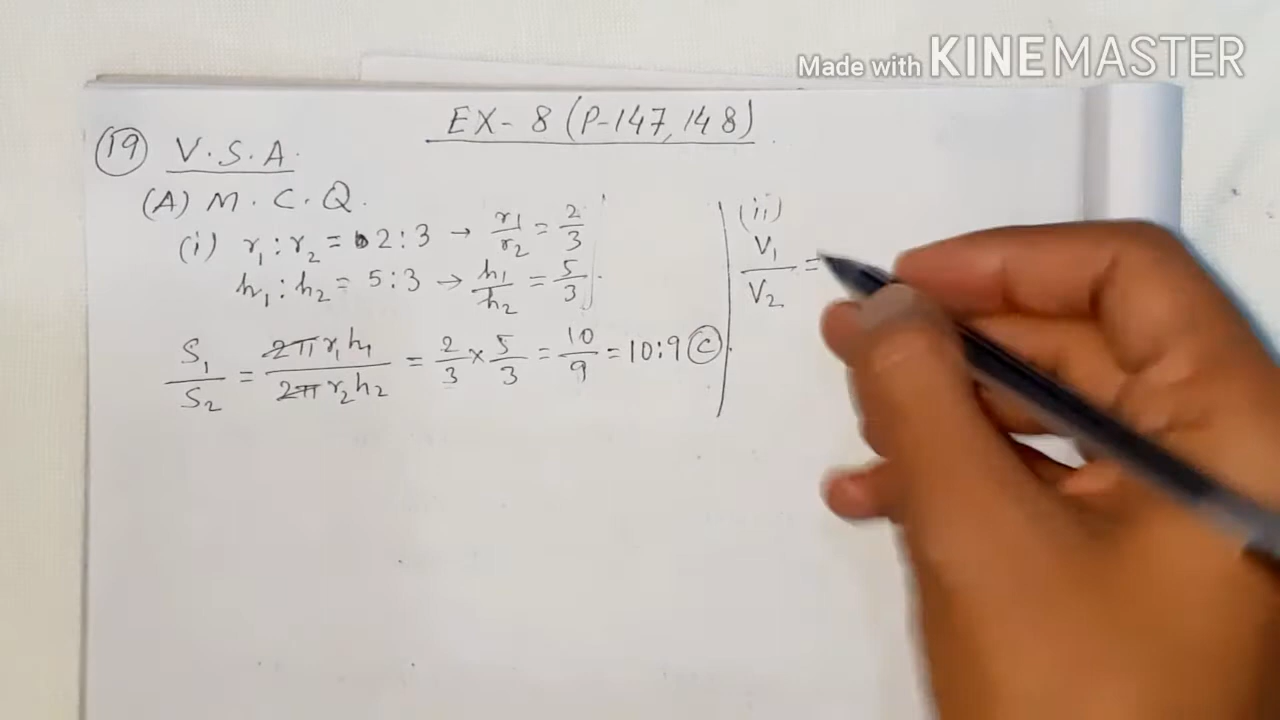 Made with KINEMASTER
EX- 8 (P-147, 148)
(19) V.S.A.
(A) M.C.Q.
(i) r₁ : r₂ = 2 : 3 → r₁/r₂ = 2/3
h₁ : h₂ = 5 : 3 → h₁/h₂ = 5/3
S₁/S₂ = 2πr₁h₁/2πr₂h₂ = 2/3 × 5/3 = 10/9 = 10:9 (c)
(ii)
V₁/V₂ =